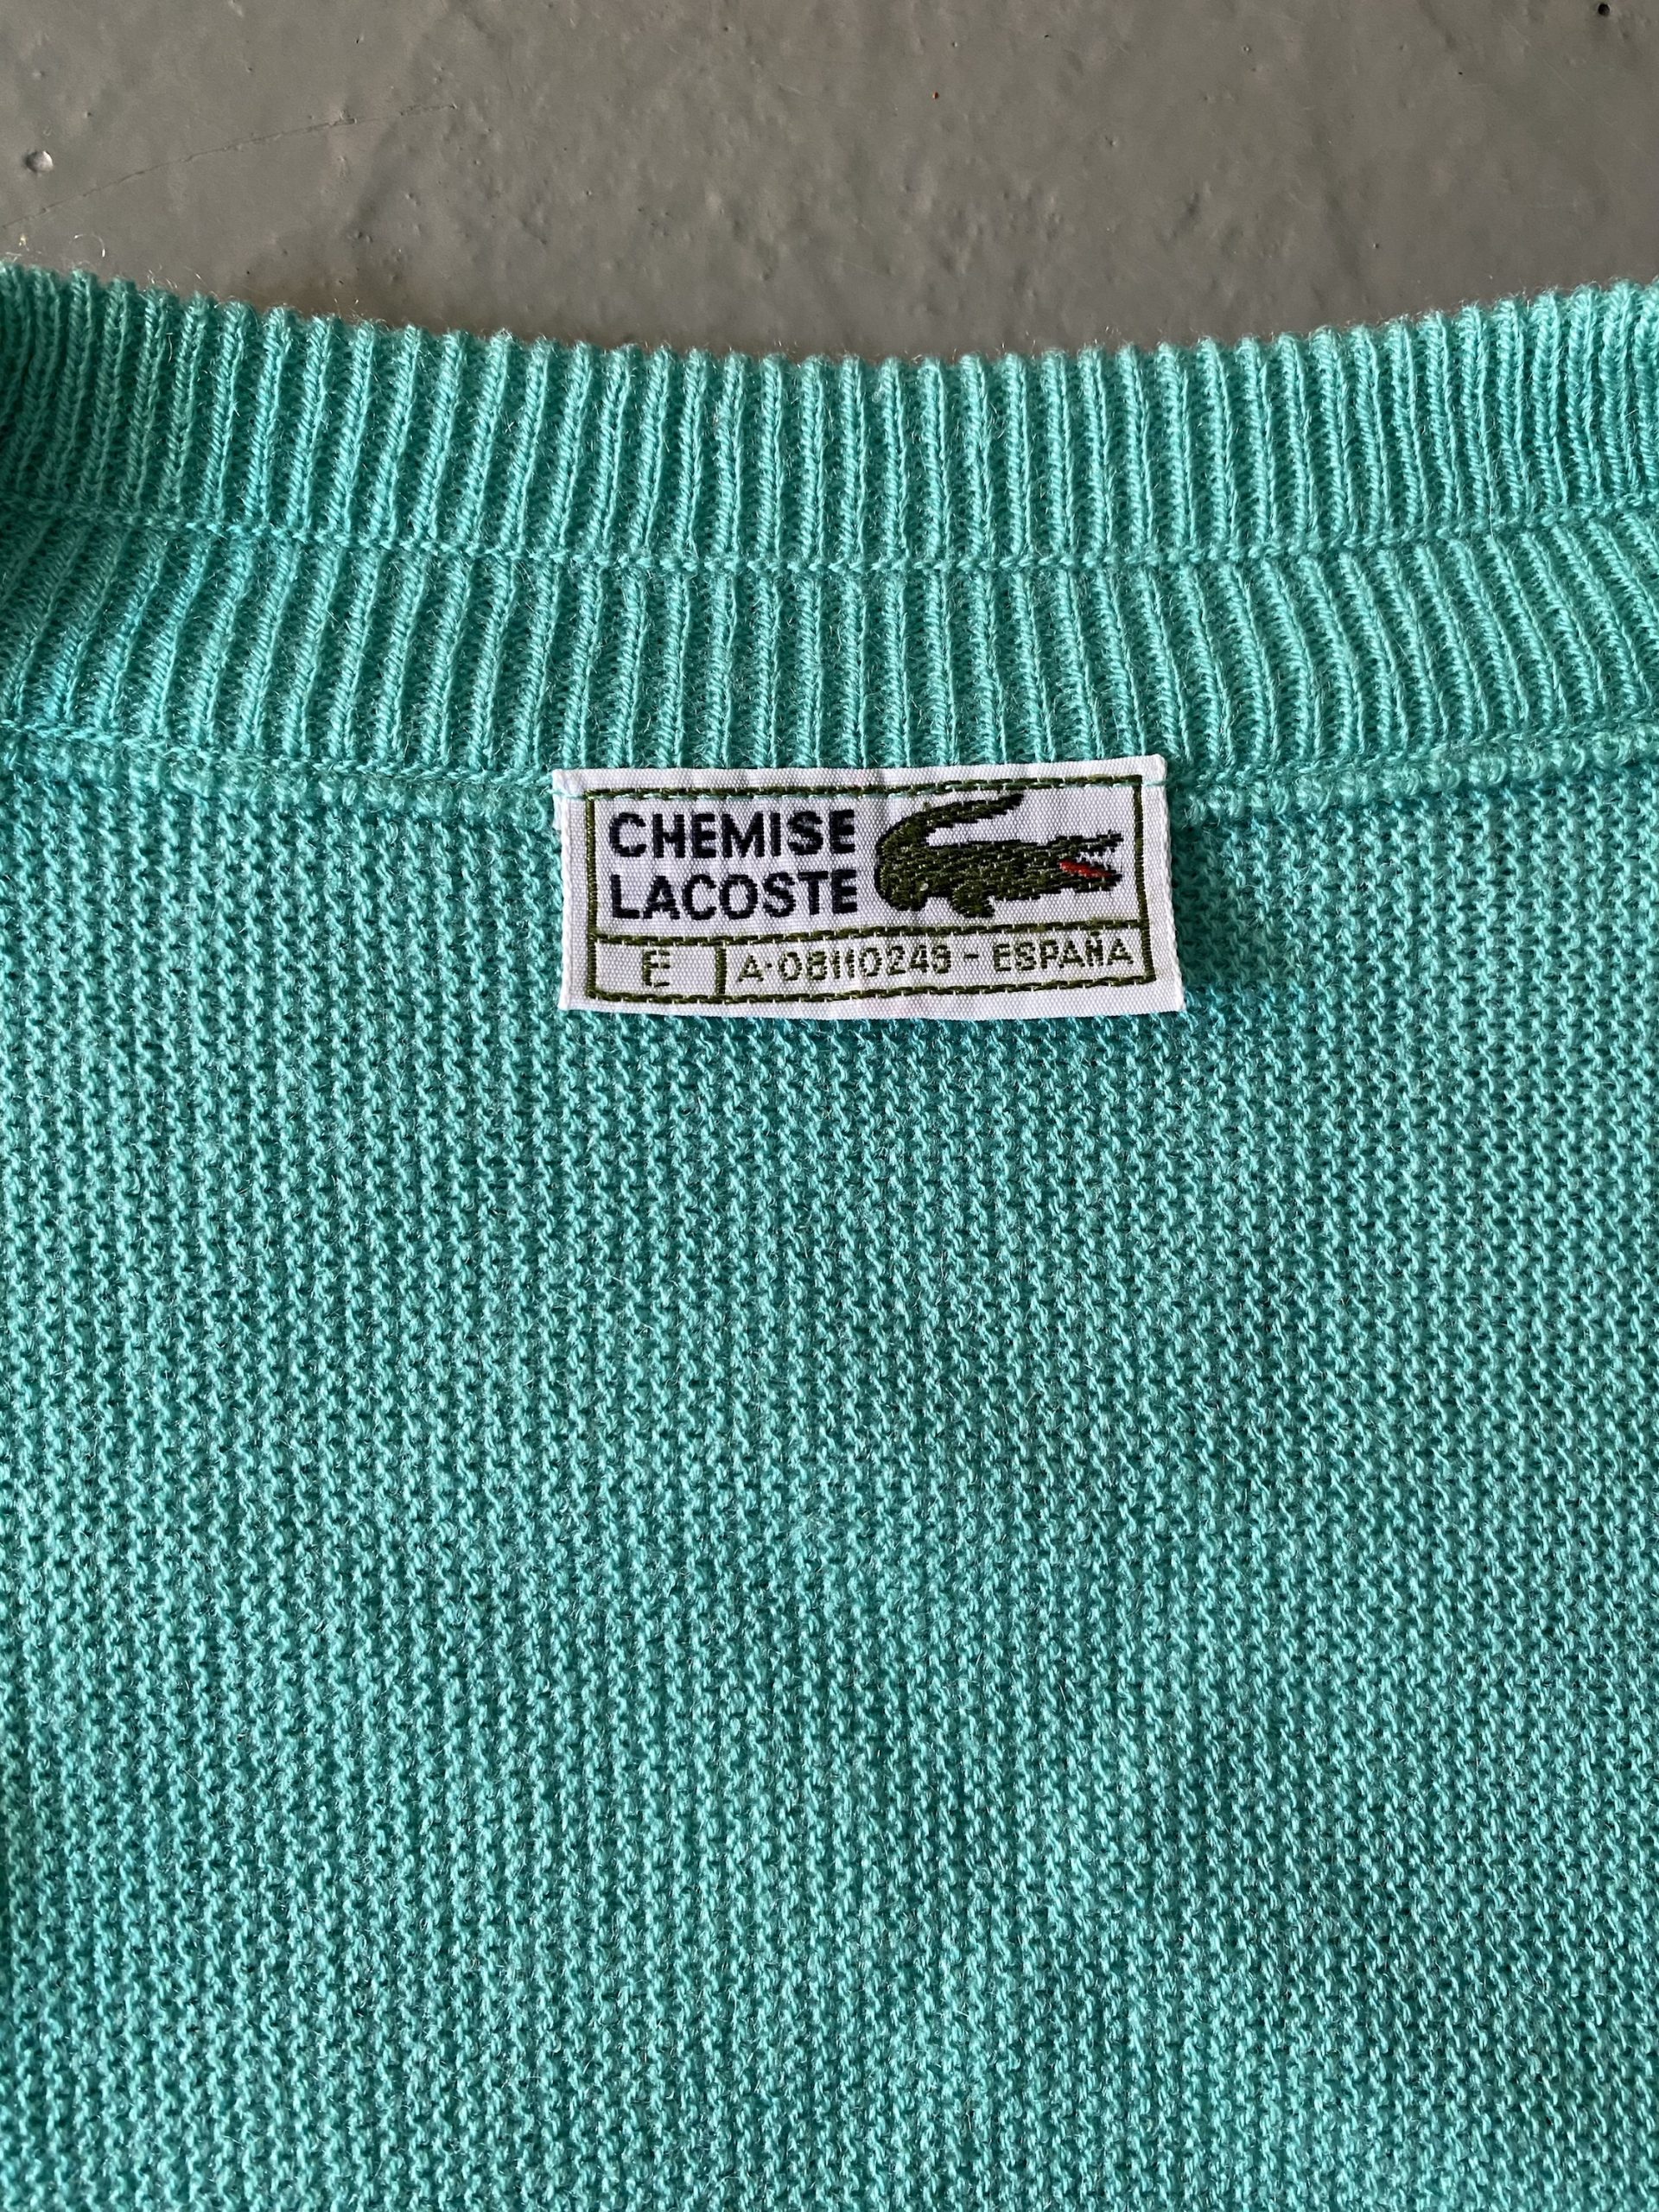 CHEMISE
LACOSTE
E A·08110249 - ESPAÑA